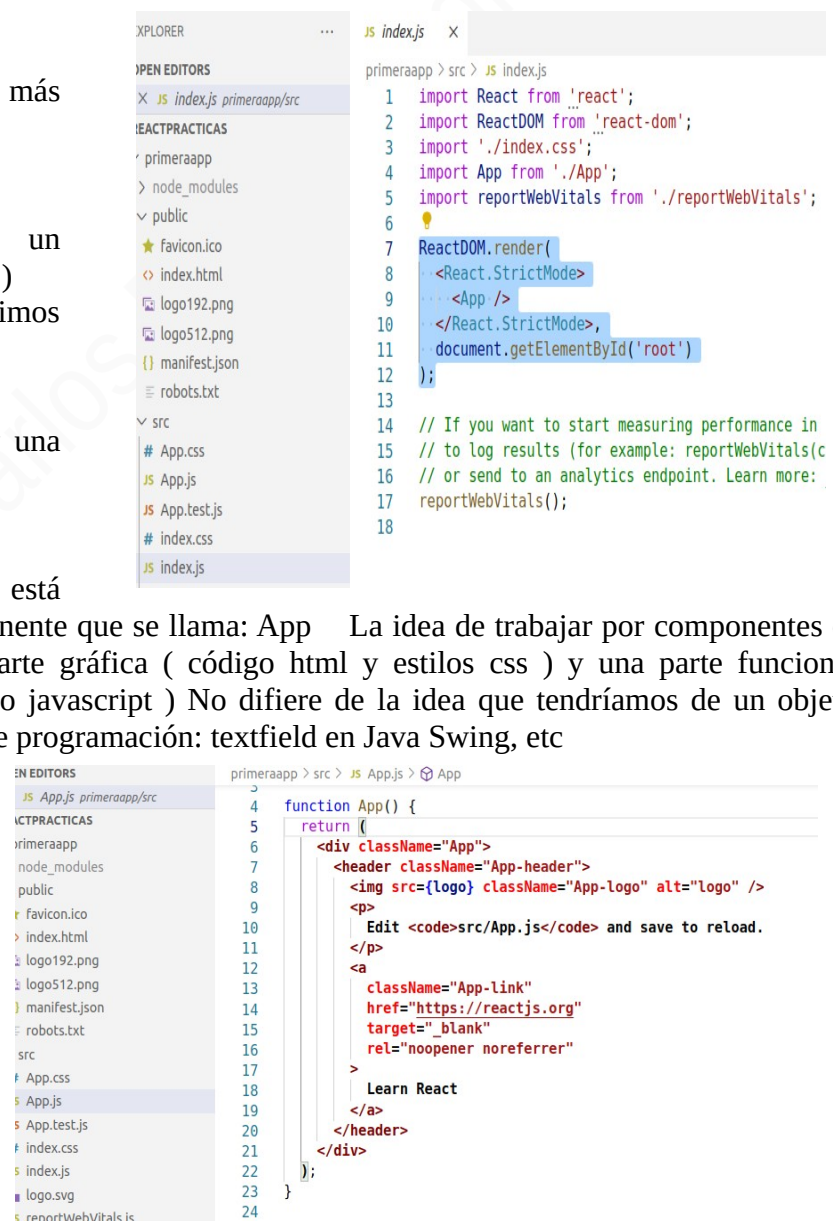 más
un
)
una
está
XPLORER ...
OPEN EDITORS
X JS index.js primeraapp/src
REACTPRACTICAS
primeraapp
> node_modules
public
favicon.ico
<> index.html
logo192.png
logo512.png
{} manifest.json
robots.txt
src
# App.css
JS App.js
JS App.test.js
# index.css
JS index.js
JS index.js X
primeraapp > src > JS index.js
1 import React from 'react';
2 import ReactDOM from 'react-dom';
3 import './index.css';
4 import App from './App';
5 import reportWebVitals from './reportWebVitals';
6
7 ReactDOM.render(
8 <React.StrictMode>
9 <App />
10 </React.StrictMode>,
11 document.getElementById('root')
12 );
13
14 // If you want to start measuring performance in
15 // to log results (for example: reportWebVitals(c
16 // or send to an analytics endpoint. Learn more:
17 reportWebVitals();
18
nente que se llama: App La idea de trabajar por componentes
arte gráfica ( código html y estilos css ) y una parte funcion
o javascript ) No difiere de la idea que tendríamos de un obje
e programación: textfield en Java Swing, etc
EN EDITORS
JS App.js primeraapp/src
ACTPRACTICAS
primeraapp
node_modules
public
favicon.ico
> index.html
logo192.png
logo512.png
} manifest.json
robots.txt
src
App.css
App.js
App.test.js
index.css
index.js
logo.svg
reportWebVitals.js
primeraapp > src > JS App.js > App
4 function App() {
5 return (
6 <div className="App">
7 <header className="App-header">
8 <img src={logo} className="App-logo" alt="logo" />
9 <p>
10 Edit <code>src/App.js</code> and save to reload.
11 </p>
12 <a
13 className="App-link"
14 href="https://reactjs.org"
15 target="_blank"
16 rel="noopener noreferrer"
17 >
18 Learn React
19 </a>
20 </header>
21 </div>
22 );
23 }
24